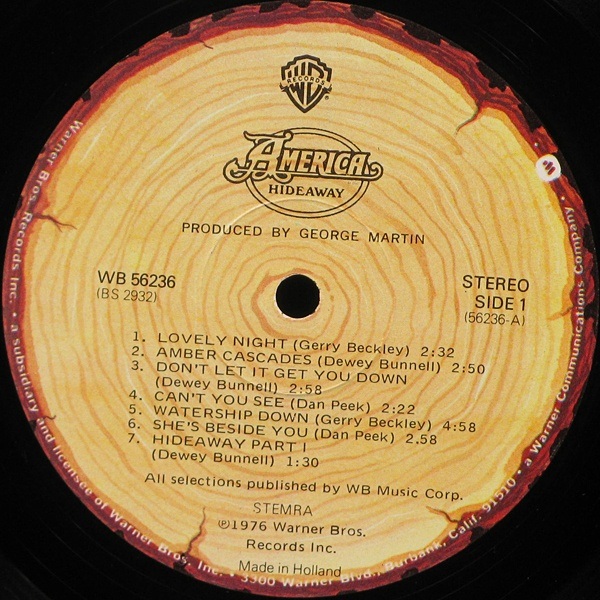 WB
RECORDS
AMERICA
HIDEAWAY
PRODUCED BY GEORGE MARTIN
WB 56236
(BS 2932)
STEREO
SIDE 1
(56236-A)
1. LOVELY NIGHT (Gerry Beckley) 2:32
2. AMBER CASCADES (Dewey Bunnell) 2:50
3. DON'T LET IT GET YOU DOWN
(Dewey Bunnell) 2:58
4. CAN'T YOU SEE (Dan Peek) 2:22
5. WATERSHIP DOWN (Gerry Beckley) 4:58
6. SHE'S BESIDE YOU (Dan Peek) 2.58
7. HIDEAWAY PART I
(Dewey Bunnell) 1:30
All selections published by WB Music Corp.
STEMRA
℗1976 Warner Bros.
Records Inc.
Made in Holland
Warner Bros. Records Inc. • a subsidiary and licensee of Warner Bros. Inc. • 3300 Warner Blvd., Burbank, Calif. 91510 • a Warner Communications Company •